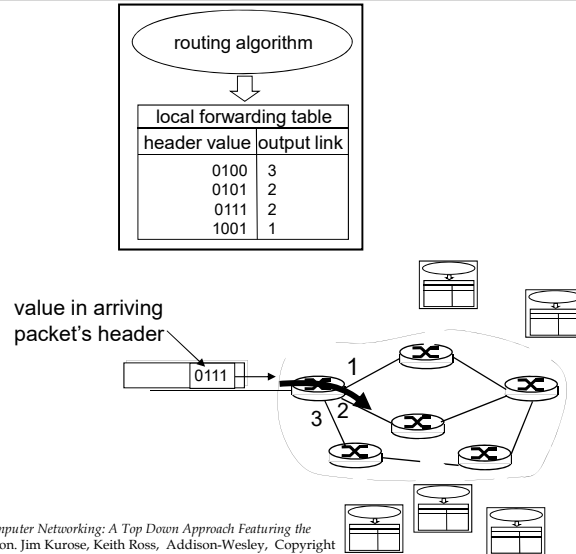 routing algorithm
local forwarding table
header value output link
0100 3
0101 2
0111 2
1001 1
value in arriving
packet's header
0111
1
3 2
mputer Networking: A Top Down Approach Featuring the
on. Jim Kurose, Keith Ross, Addison-Wesley, Copyright